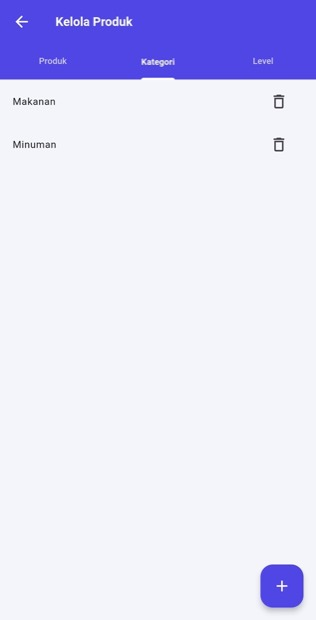 Kelola Produk
Produk
Kategori
Level
Makanan
Minuman